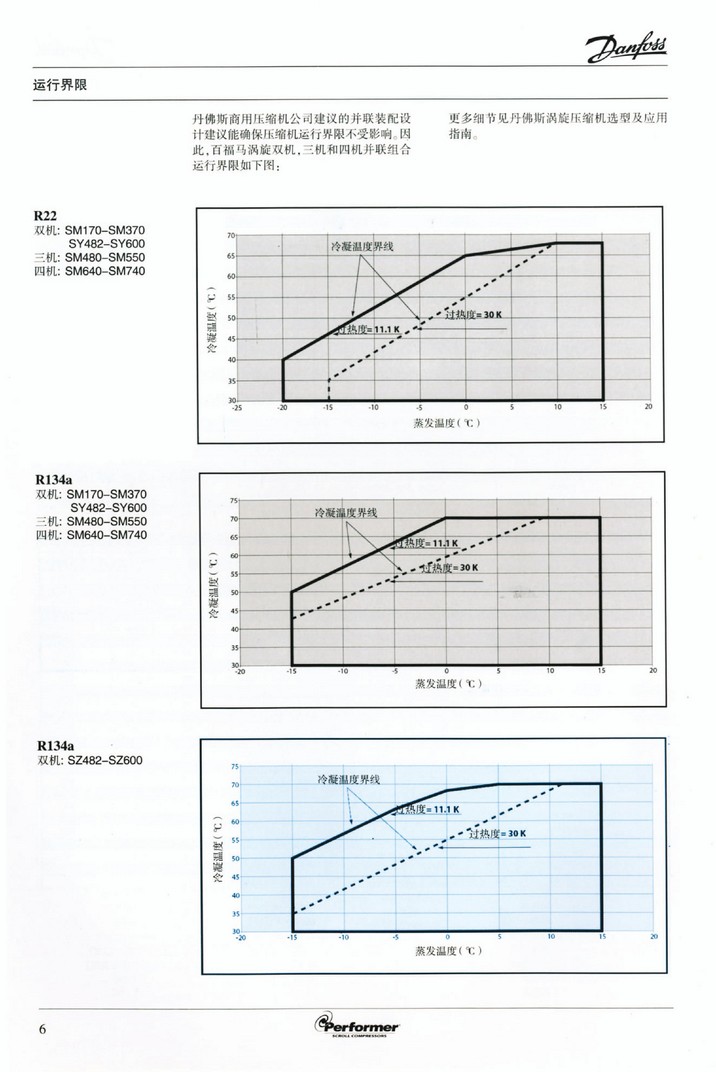 Danfoss
运行界限
丹佛斯商用压缩机公司建议的并联装配设
计建议能确保压缩机运行界限不受影响。因
此,百福马涡旋双机,三机和四机并联组合
运行界限如下图:
更多细节见丹佛斯涡旋压缩机选型及应用
指南。
R22
双机: SM170-SM370
SY482-SY600
三机: SM480-SM550
四机: SM640-SM740
70
65
60
55
50
45
40
35
30
冷凝温度(℃)
冷凝温度界线
过热度= 30 K
过热度= 11.1 K
-25 -20 -15 -10 -5 0 5 10 15 20
蒸发温度(℃)
R134a
双机: SM170-SM370
SY482-SY600
三机: SM480-SM550
四机: SM640-SM740
75
70
65
60
55
50
45
40
35
30
冷凝温度(℃)
冷凝温度界线
过热度= 11.1 K
过热度= 30 K
-20 -15 -10 -5 0 5 10 15 20
蒸发温度(℃)
R134a
双机: SZ482-SZ600
75
70
65
60
55
50
45
40
35
30
冷凝温度(℃)
冷凝温度界线
过热度= 11.1 K
过热度= 30 K
-20 -15 -10 -5 0 5 10 15 20
蒸发温度(℃)
6
Performer
SCROLL COMPRESSORS